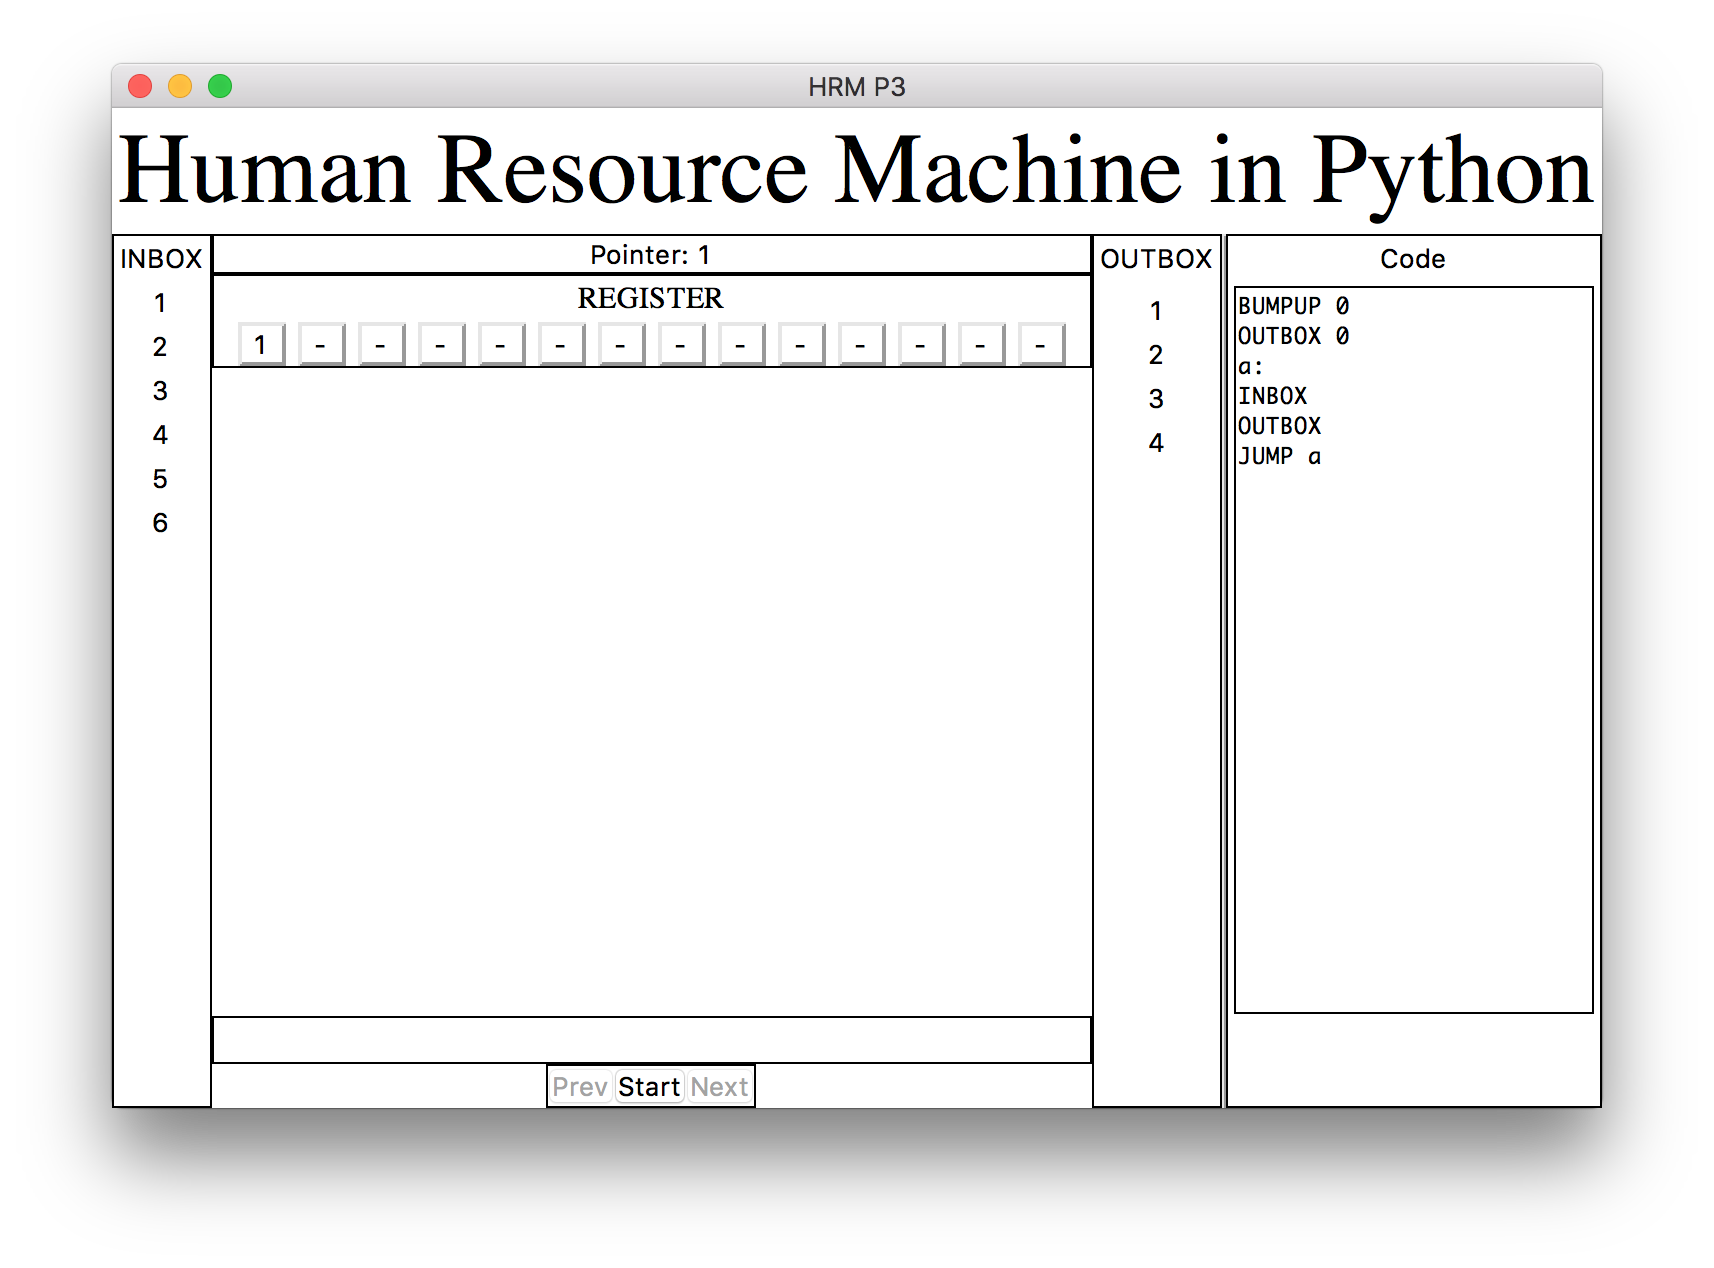 HRM P3
Human Resource Machine in Python
INBOX
1
2
3
4
5
6
Pointer: 1
REGISTER
1 - - - - - - - - - - - - -
Prev Start Next
OUTBOX
1
2
3
4
Code
BUMPUP 0
OUTBOX 0
a:
INBOX
OUTBOX
JUMP a